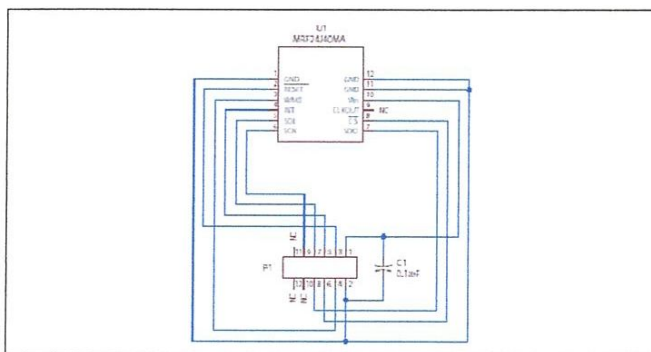 U1
MRF24J40MA
1 GND GND 12
2 RESET GND 11
3 WAKE VIN 10
4 INT CLKOUT 9 NC
5 SDI CS 8
6 SCK SDO 7
NC 11 9 7 5 3 1
P1
C1
0.1uF
12 10 8 6 4 2
NC NC